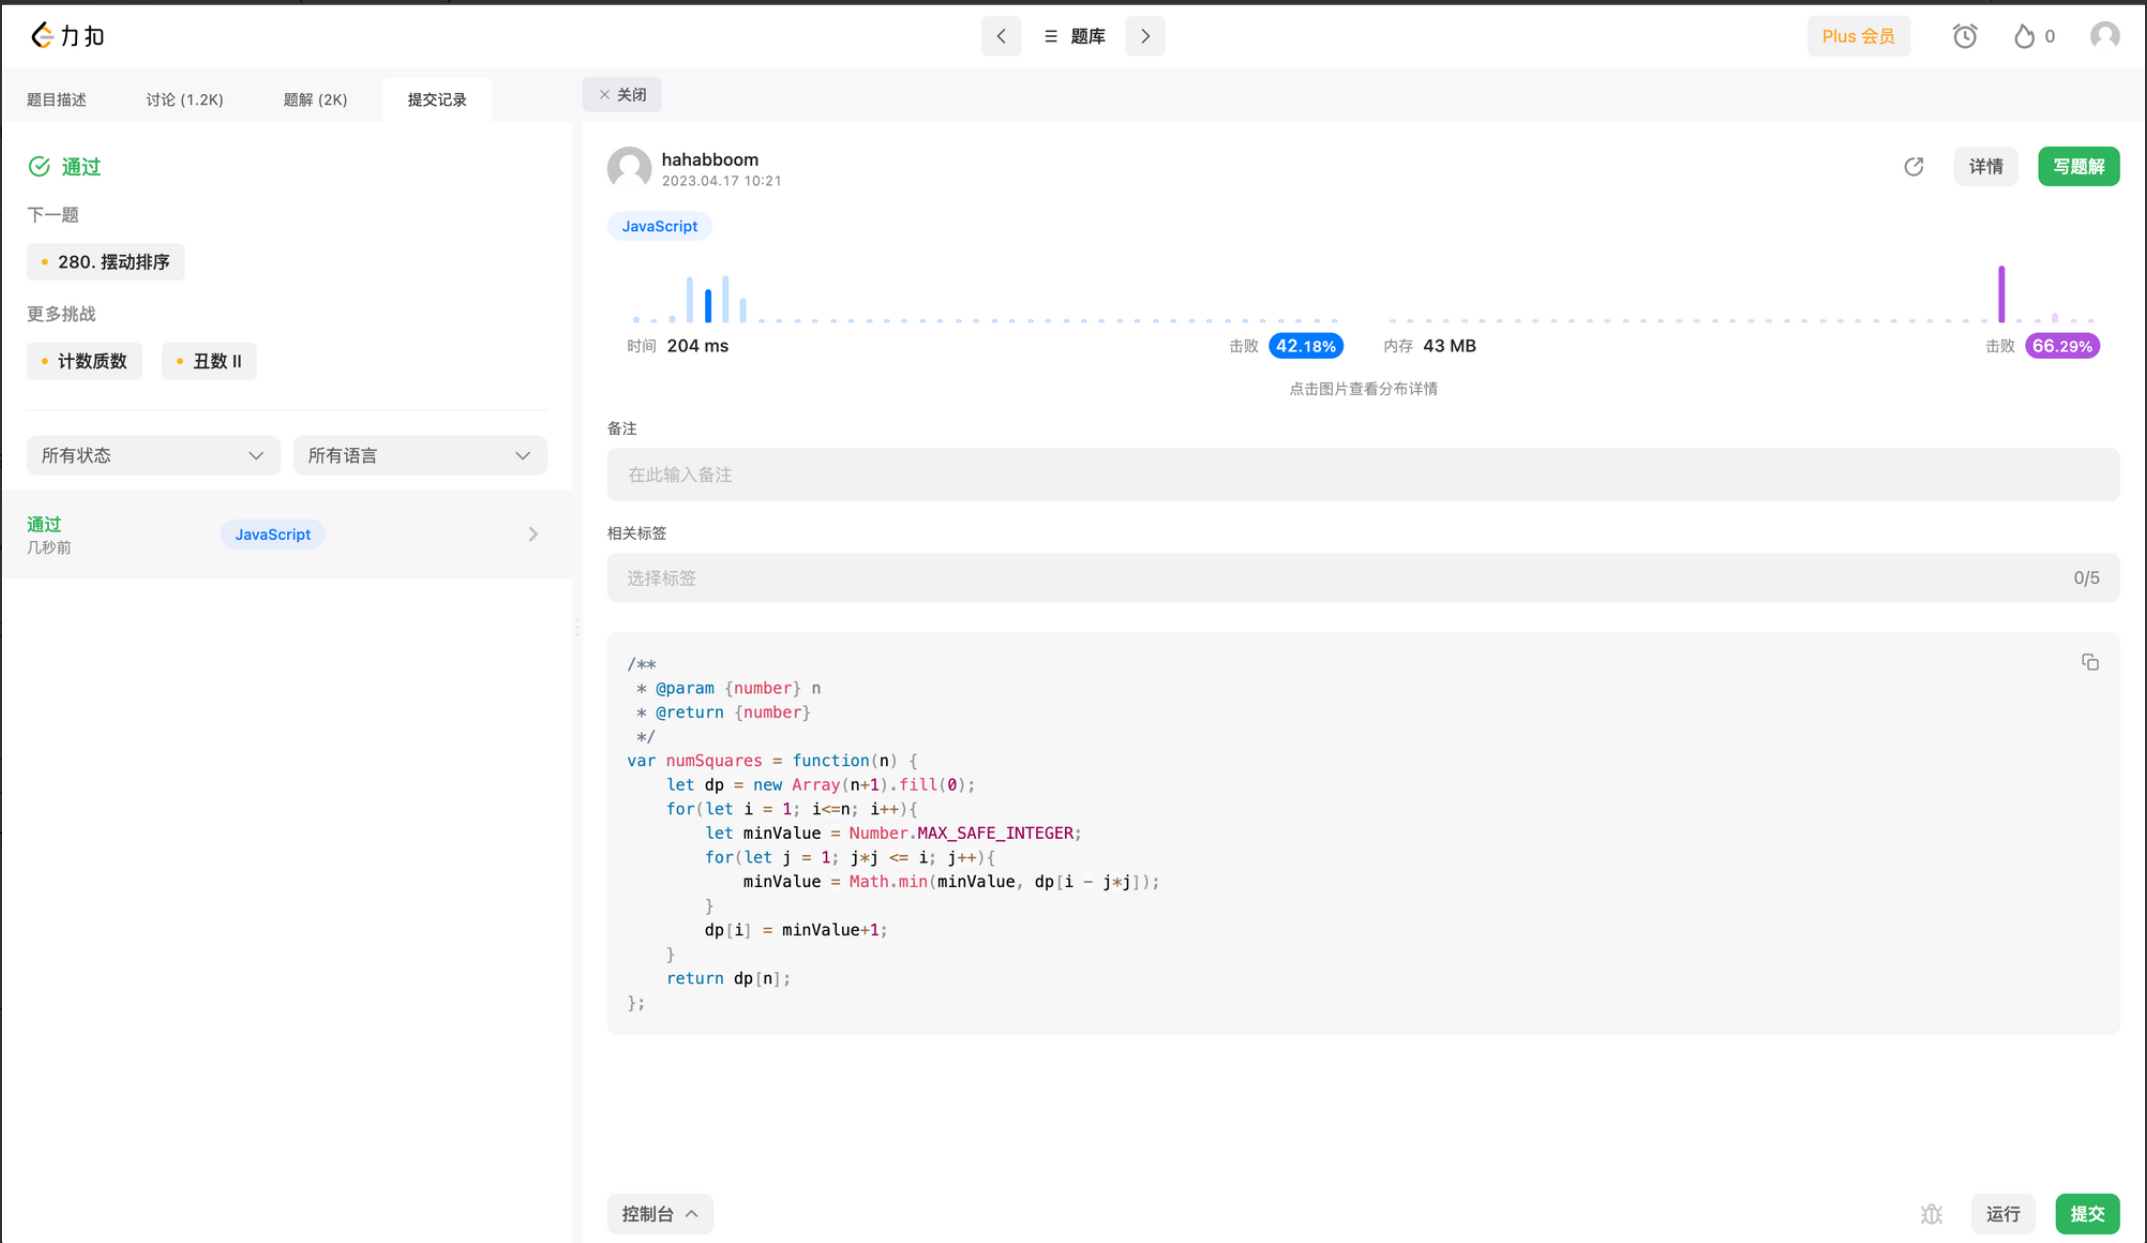 力扣
题库
Plus 会员
0
题目描述
讨论 (1.2K)
题解 (2K)
提交记录
关闭
通过
下一题
280. 摆动排序
更多挑战
计数质数
丑数 II
所有状态
所有语言
通过
几秒前
JavaScript
hahabboom
2023.04.17 10:21
详情
写题解
JavaScript
时间 204 ms
击败 42.18%
内存 43 MB
击败 66.29%
点击图片查看分布详情
备注
在此输入备注
相关标签
选择标签
0/5
/**
 * @param {number} n
 * @return {number}
 */
var numSquares = function(n) {
    let dp = new Array(n+1).fill(0);
    for(let i = 1; i<=n; i++){
        let minValue = Number.MAX_SAFE_INTEGER;
        for(let j = 1; j*j <= i; j++){
            minValue = Math.min(minValue, dp[i - j*j]);
        }
        dp[i] = minValue+1;
    }
    return dp[n];
};
控制台
运行
提交